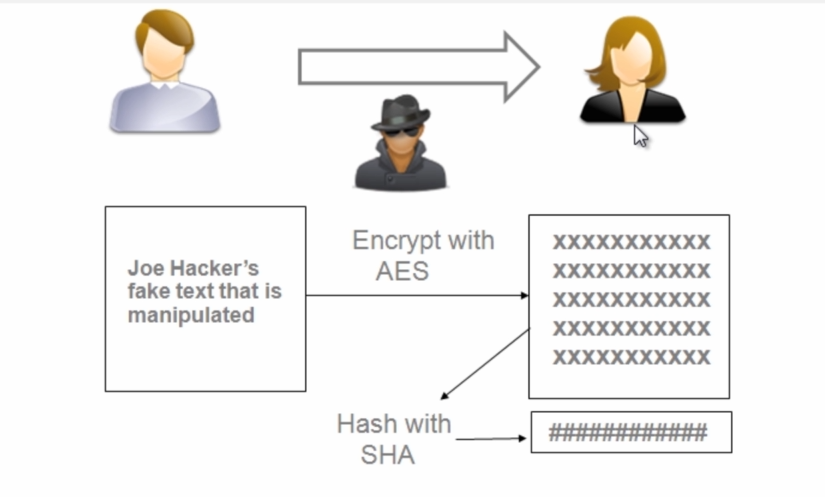 Joe Hacker's
fake text that is
manipulated
Encrypt with
AES
XXXXXXXXXXX
XXXXXXXXXXX
XXXXXXXXXXX
XXXXXXXXXXX
XXXXXXXXXXX
Hash with
SHA
############